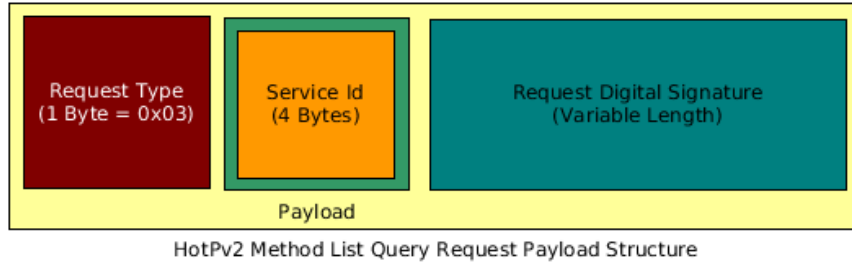 Request Type
(1 Byte = 0x03)
Service Id
(4 Bytes)
Request Digital Signature
(Variable Length)
Payload
HotPv2 Method List Query Request Payload Structure